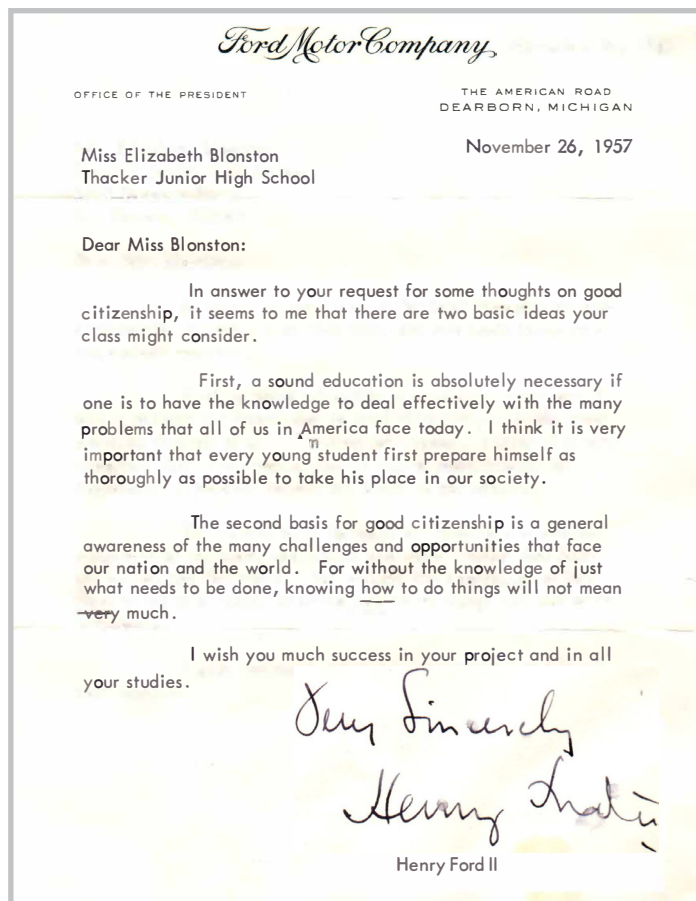 Ford Motor Company
OFFICE OF THE PRESIDENT
THE AMERICAN ROAD
DEARBORN, MICHIGAN
November 26, 1957
Miss Elizabeth Blonston
Thacker Junior High School
Dear Miss Blonston:
In answer to your request for some thoughts on good
citizenship, it seems to me that there are two basic ideas your
class might consider.
First, a sound education is absolutely necessary if
one is to have the knowledge to deal effectively with the many
problems that all of us in America face today. I think it is very
n
important that every young student first prepare himself as
thoroughly as possible to take his place in our society.
The second basis for good citizenship is a general
awareness of the many challenges and opportunities that face
our nation and the world. For without the knowledge of just
what needs to be done, knowing how to do things will not mean
very much.
I wish you much success in your project and in all
your studies.
Very Sincerely
Henry Ford II
Henry Ford II